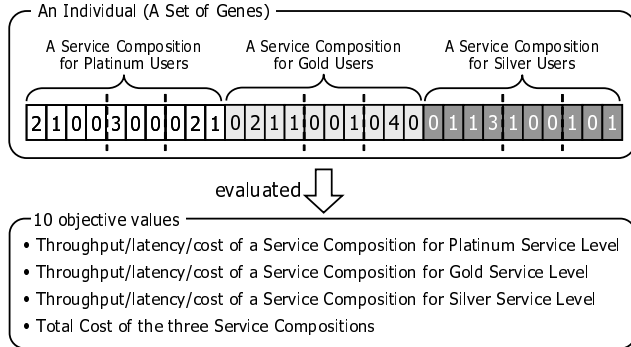 An Individual (A Set of Genes)
A Service Composition for Platinum Users
A Service Composition for Gold Users
A Service Composition for Silver Users
2 1 0 0 3 0 0 0 2 1 0 2 1 1 0 0 1 0 4 0 0 1 1 3 1 0 0 1 0 1
evaluated
10 objective values
• Throughput/latency/cost of a Service Composition for Platinum Service Level
• Throughput/latency/cost of a Service Composition for Gold Service Level
• Throughput/latency/cost of a Service Composition for Silver Service Level
• Total Cost of the three Service Compositions